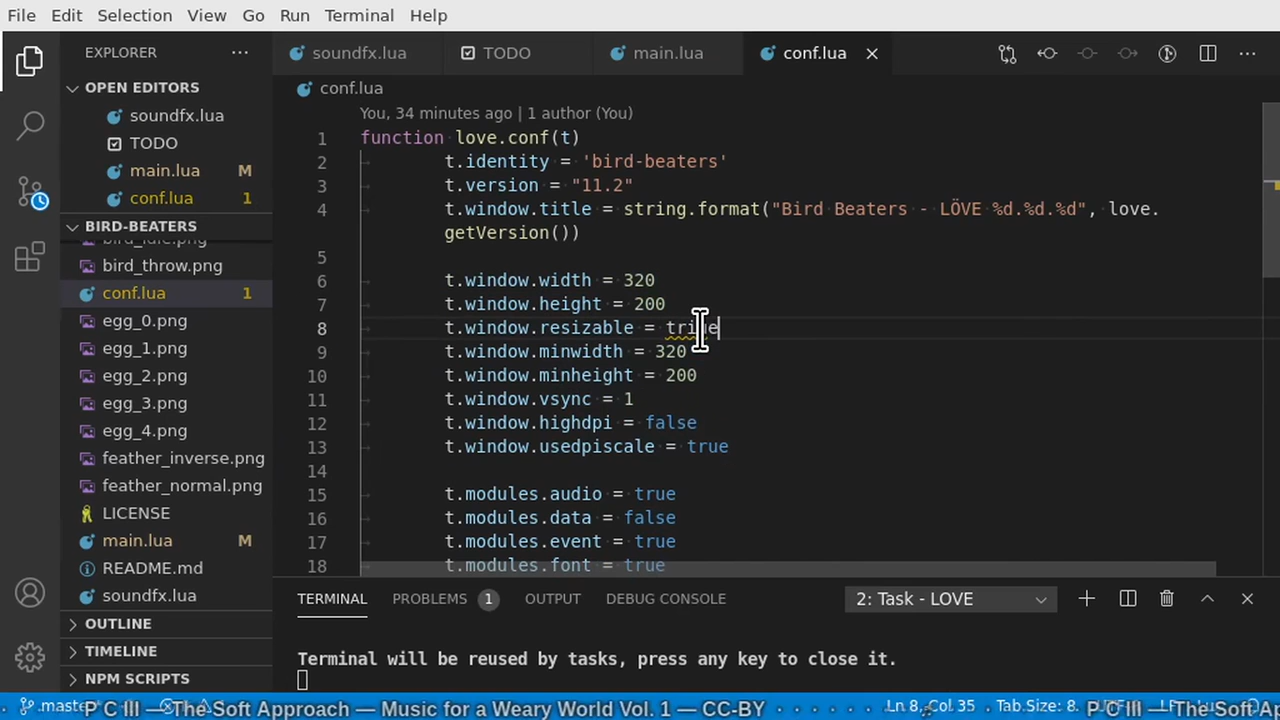 File Edit Selection View Go Run Terminal Help
EXPLORER
OPEN EDITORS
soundfx.lua
TODO
main.lua M
conf.lua 1
BIRD-BEATERS
bird_idle.png
bird_throw.png
conf.lua 1
egg_0.png
egg_1.png
egg_2.png
egg_3.png
egg_4.png
feather_inverse.png
feather_normal.png
LICENSE
main.lua M
README.md
soundfx.lua
OUTLINE
TIMELINE
NPM SCRIPTS
soundfx.lua TODO main.lua conf.lua
conf.lua
You, 34 minutes ago | 1 author (You)
1 function love.conf(t)
2 t.identity = 'bird-beaters'
3 t.version = "11.2"
4 t.window.title = string.format("Bird Beaters - LÖVE %d.%d.%d", love.
getVersion())
5
6 t.window.width = 320
7 t.window.height = 200
8 t.window.resizable =
9 t.window.minwidth = 320
10 t.window.minheight = 200
11 t.window.vsync = 1
12 t.window.highdpi = false
13 t.window.usedpiscale = true
14
15 t.modules.audio = true
16 t.modules.data = false
17 t.modules.event = true
18 t.modules.font = true
TERMINAL PROBLEMS 1 OUTPUT DEBUG CONSOLE 2: Task - LOVE
Terminal will be reused by tasks, press any key to close it.
master P C III — The Soft Approach — Music for a Weary World Vol. 1 — CC-BY Ln 8, Col 35 Tab Size: 8 P C III — The Soft Ap